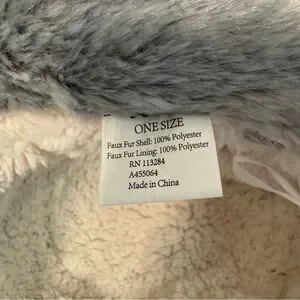 ONE SIZE
Faux Fur Shell: 100% Polyester
Faux Fur Lining: 100% Polyester
RN 113284
A455064
Made in China